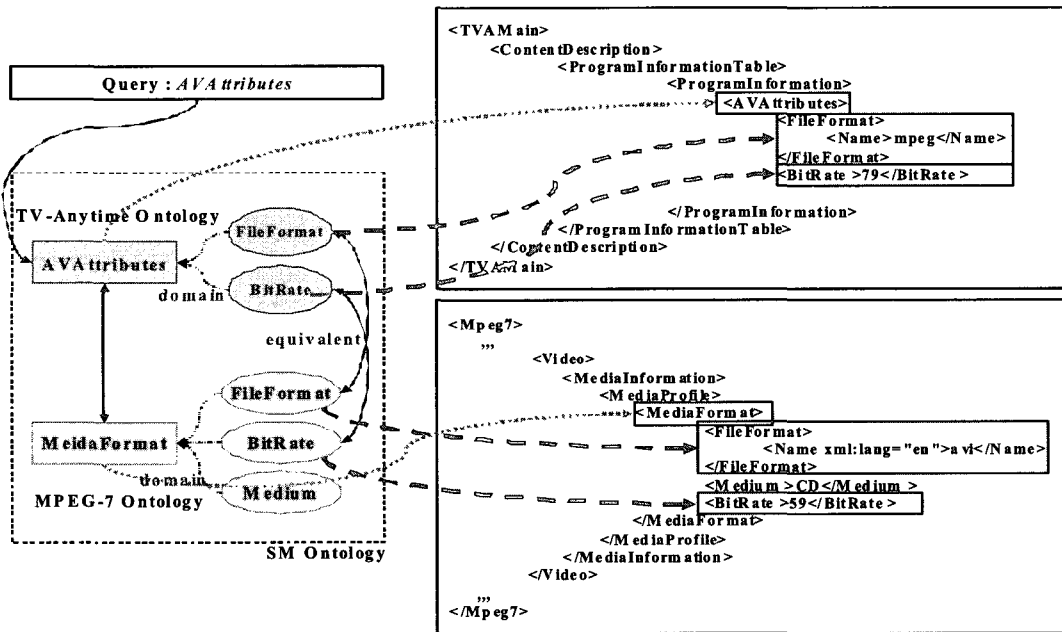 Query : AVAttributes
TV-Anytime Ontology
AVAttributes
FileFormat
BitRate
domain
equivalent
FileFormat
MeidaFormat
BitRate
domain
Medium
MPEG-7 Ontology
SM Ontology
<TVAMain>
<ContentDescription>
<ProgramInformationTable>
<ProgramInformation>
<AVAttributes>
<FileFormat>
<Name>mpeg</Name>
</FileFormat>
<BitRate >79</BitRate >
</ProgramInformation>
</ProgramInformationTable>
</ContentDescription>
</TVAMain>
<Mpeg7>
,,,
<Video>
<MediaInformation>
<MediaProfile>
<MediaFormat>
<FileFormat>
<Name xml:lang="en">avi</Name>
</FileFormat>
<Medium >CD</Medium >
<BitRate >59</BitRate >
</MediaFormat>
</MediaProfile>
</MediaInformation>
</Video>
,,,
</Mpeg7>